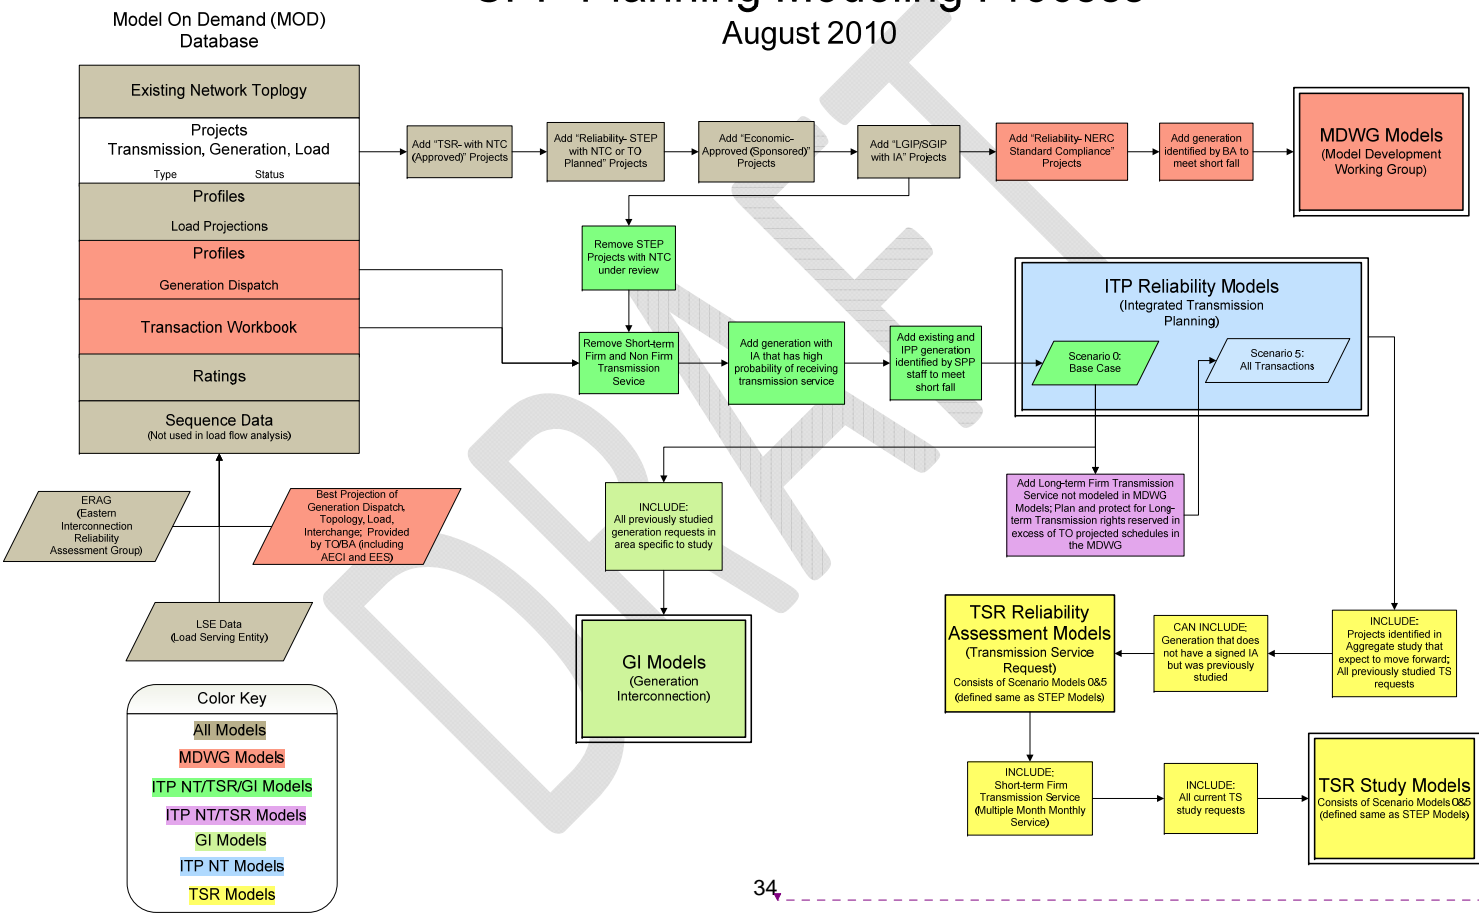 SPP Planning Modeling Process
August 2010
Model On Demand (MOD)
Database
Existing Network Toplogy
Projects
Transmission, Generation, Load
Type Status
Profiles
Load Projections
Profiles
Generation Dispatch
Transaction Workbook
Ratings
Sequence Data
(Not used in load flow analysis)
ERAG
(Eastern
Interconnection
Reliability
Assessment Group)
Best Projection of
Generation Dispatch,
Topology, Load,
Interchange; Provided
by TO/BA (including
AECI and EES)
LSE Data
(Load Serving Entity)
Color Key
All Models
MDWG Models
ITP NT/TSR/GI Models
ITP NT/TSR Models
GI Models
ITP NT Models
TSR Models
Add “TSR- with NTC
(Approved)” Projects
Add “Reliability- STEP
with NTC or TO
Planned” Projects
Add “Economic-
Approved (Sponsored)”
Projects
Add “LGIP/SGIP
with IA” Projects
Add “Reliability- NERC
Standard Compliance”
Projects
Add generation
identified by BA to
meet short fall
MDWG Models
(Model Development
Working Group)
Remove STEP
Projects with NTC
under review
Remove Short-term
Firm and Non Firm
Transmission
Sevice
Add generation with
IA that has high
probability of receiving
transmission service
Add existing and
IPP generation
identified by SPP
staff to meet
short fall
ITP Reliability Models
(Integrated Transmission
Planning)
Scenario 0:
Base Case
Scenario 5:
All Transactions
INCLUDE:
All previously studied
generation requests in
area specific to study
GI Models
(Generation
Interconnection)
Add Long-term Firm Transmission
Service not modeled in MDWG
Models; Plan and protect for Long-
term Transmission rights reserved in
excess of TO projected schedules in
the MDWG
TSR Reliability
Assessment Models
(Transmission Service
Request)
Consists of Scenario Models 0&5
(defined same as STEP Models)
CAN INCLUDE:
Generation that does
not have a signed IA
but was previously
studied
INCLUDE:
Projects identified in
Aggregate study that
expect to move forward;
All previously studied TS
requests
INCLUDE:
Short-term Firm
Transmission Service
(Multiple Month Monthly
Service)
INCLUDE:
All current TS
study requests
TSR Study Models
Consists of Scenario Models 0&5
(defined same as STEP Models)
DRAFT
34